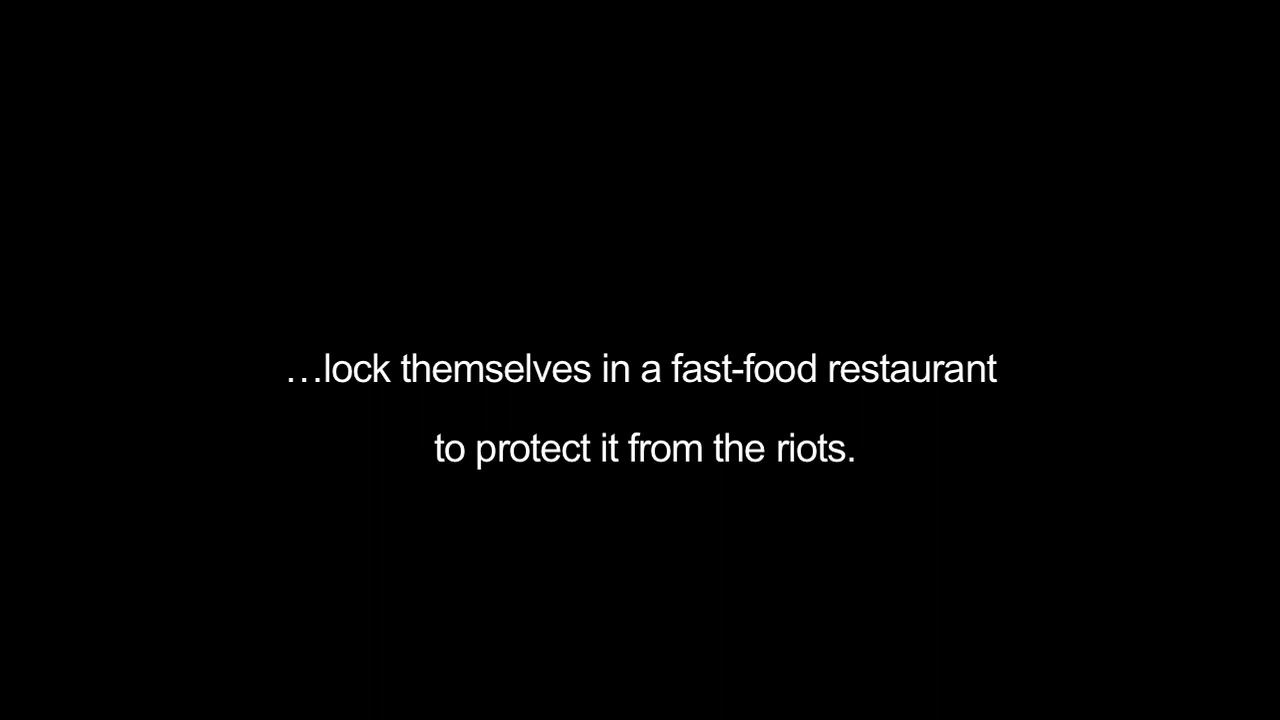 …lock themselves in a fast-food restaurant
to protect it from the riots.